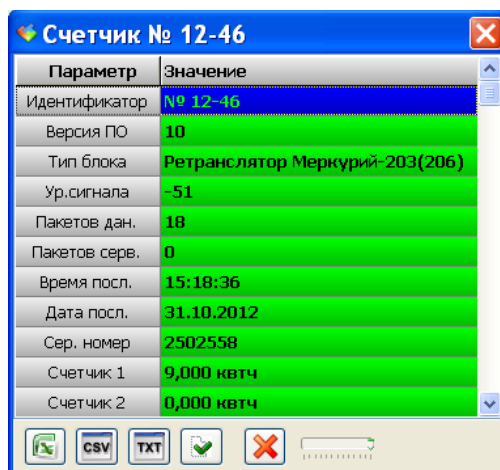 Счетчик № 12-46
Параметр Значение
Идентификатор № 12-46
Версия ПО 10
Тип блока Ретранслятор Меркурий-203(206)
Ур.сигнала -51
Пакетов дан. 18
Пакетов серв. 0
Время посл. 15:18:36
Дата посл. 31.10.2012
Сер. номер 2502558
Счетчик 1 9,000 квтч
Счетчик 2 0,000 квтч
CSV TXT